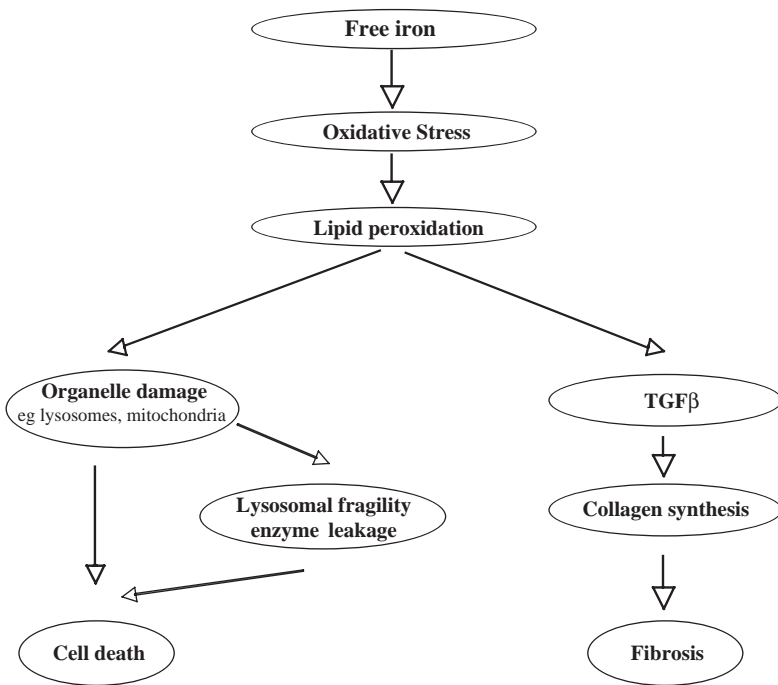 Free iron
Oxidative Stress
Lipid peroxidation
Organelle damage
eg lysosomes, mitochondria
TGFβ
Lysosomal fragility
enzyme leakage
Collagen synthesis
Cell death
Fibrosis